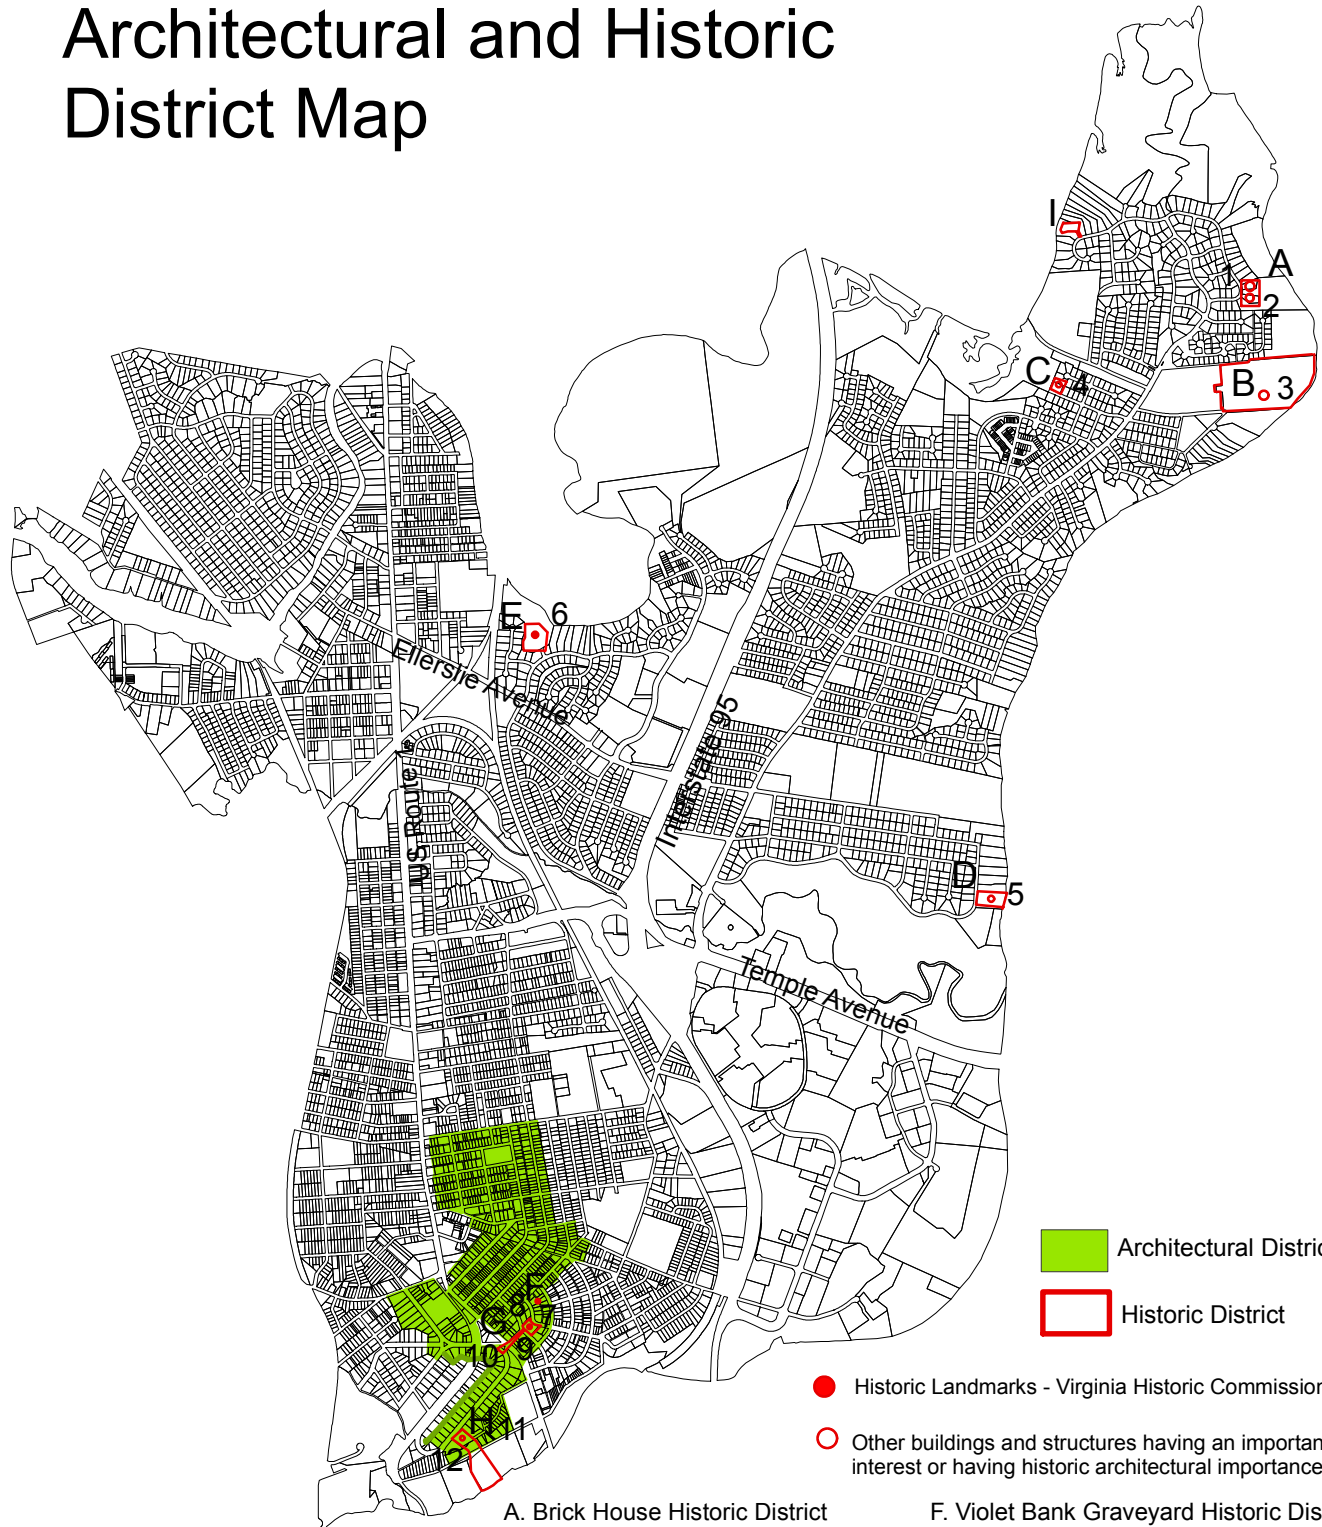 Architectural and Historic
District Map
I
A
1
2
C
4
B
3
E
6
Ellerslie Avenue
Interstate 95
US Route 1
D
5
Temple Avenue
Architectural Distric
Historic District
F
8
7
G
9
10
Historic Landmarks - Virginia Historic Commission
H
11
12
Other buildings and structures having an importan
interest or having historic architectural importance
A. Brick House Historic District
F. Violet Bank Graveyard Historic Dis